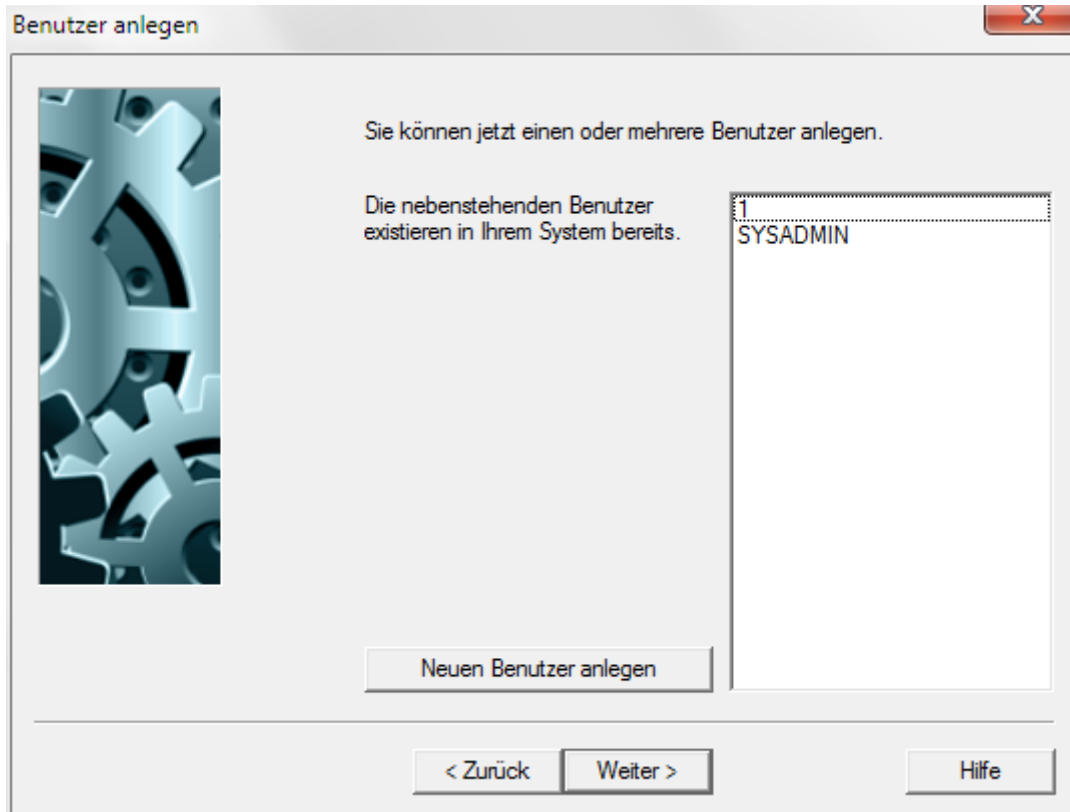 Benutzer anlegen
X
Sie können jetzt einen oder mehrere Benutzer anlegen.
Die nebenstehenden Benutzer
existieren in Ihrem System bereits.
1
SYSADMIN
Neuen Benutzer anlegen
< Zurück
Weiter >
Hilfe